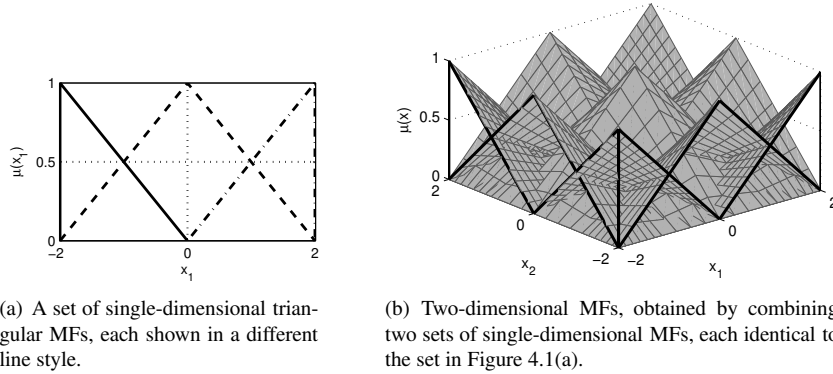 1
0.5
0
−2
0
2
μ(x1)
x1
1
0.5
0
2
0
−2
−2
0
2
μ(x)
x2
x1
(a) A set of single-dimensional trian-
gular MFs, each shown in a different
line style.
(b) Two-dimensional MFs, obtained by combining
two sets of single-dimensional MFs, each identical to
the set in Figure 4.1(a).